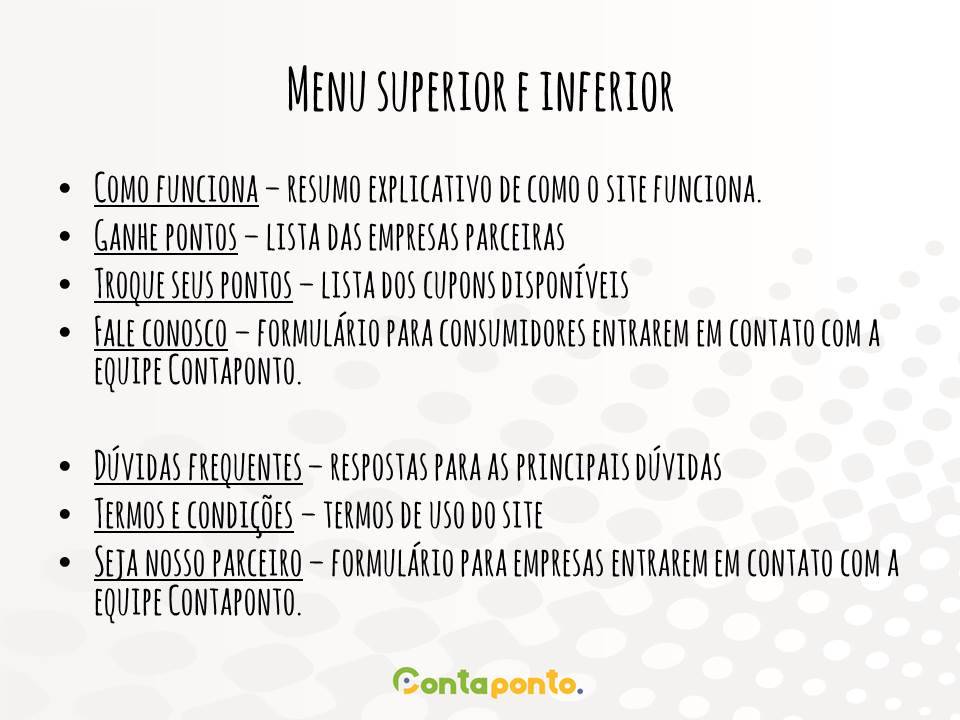 Menu superior e inferior
• Como funciona – resumo explicativo de como o site funciona.
• Ganhe pontos – lista das empresas parceiras
• Troque seus pontos – lista dos cupons disponíveis
• Fale conosco – formulário para consumidores entrarem em contato com a
equipe Contaponto.
• Dúvidas frequentes – respostas para as principais dúvidas
• Termos e condições – termos de uso do site
• Seja nosso parceiro – formulário para empresas entrarem em contato com a
equipe Contaponto.
Contaponto.